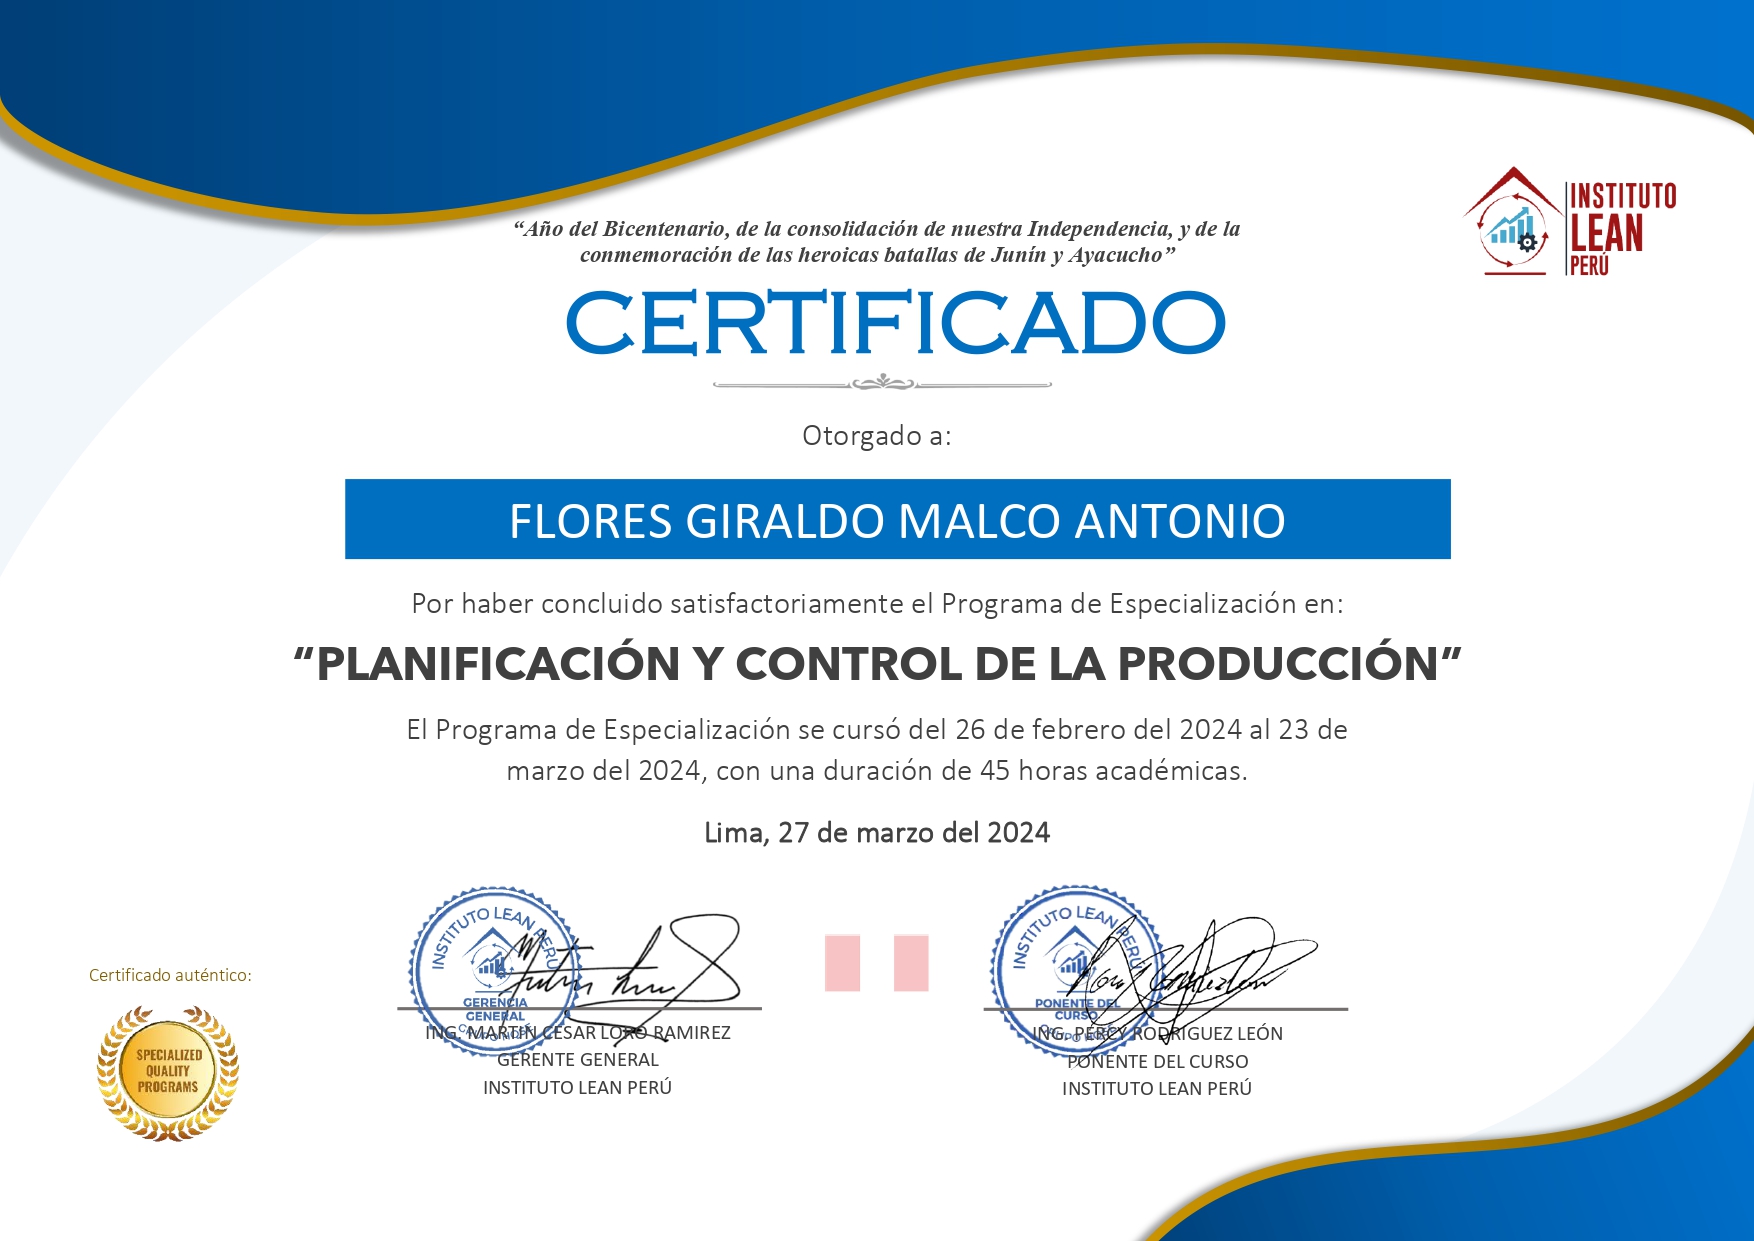 “Año del Bicentenario, de la consolidación de nuestra Independencia, y de la
conmemoración de las heroicas batallas de Junín y Ayacucho”
INSTITUTO
LEAN
PERÚ
CERTIFICADO
Otorgado a:
FLORES GIRALDO MALCO ANTONIO
Por haber concluido satisfactoriamente el Programa de Especialización en:
“PLANIFICACIÓN Y CONTROL DE LA PRODUCCIÓN”
El Programa de Especialización se cursó del 26 de febrero del 2024 al 23 de
marzo del 2024, con una duración de 45 horas académicas.
Lima, 27 de marzo del 2024
Certificado auténtico:
SPECIALIZED
QUALITY
PROGRAMS
INSTITUTO LEAN PERÚ
GERENCIA
GENERAL
ING. MARTÍN CESAR LORO RAMIREZ
GERENTE GENERAL
INSTITUTO LEAN PERÚ
INSTITUTO LEAN PERÚ
PONENTE DEL
CURSO
ING. PERCY RODRÍGUEZ LEÓN
PONENTE DEL CURSO
INSTITUTO LEAN PERÚ